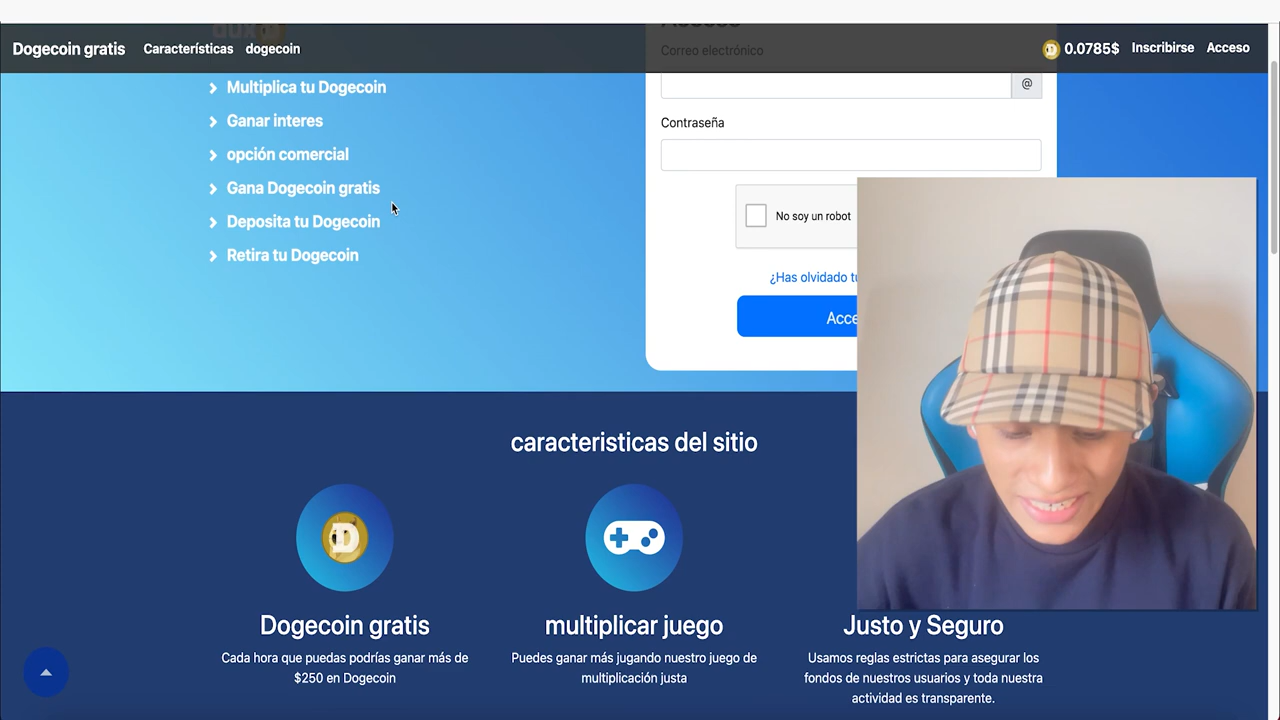 Dogecoin gratis
Características
dogecoin
0.0785$
Inscribirse
Acceso
Correo electrónico
Multiplica tu Dogecoin
@
Ganar interes
Contraseña
opción comercial
Gana Dogecoin gratis
No soy un robot
Deposita tu Dogecoin
Retira tu Dogecoin
¿Has olvidado
caracteristicas del sitio
Dogecoin gratis
Cada hora que puedas podrías ganar más de
$250 en Dogecoin
multiplicar juego
Puedes ganar más jugando nuestro juego de
multiplicación justa
Justo y Seguro
Usamos reglas estrictas para asegurar los
fondos de nuestros usuarios y toda nuestra
actividad es transparente.